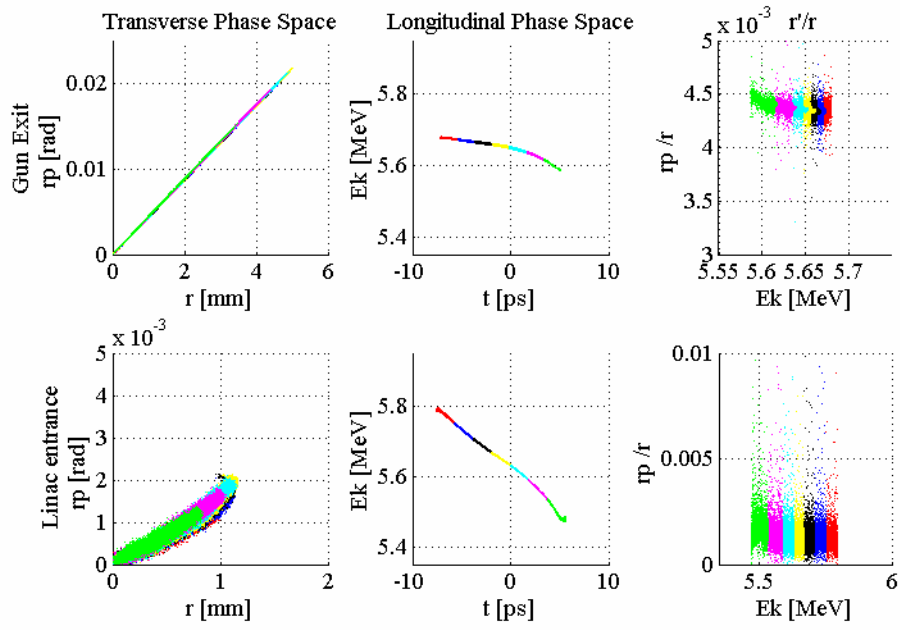 Transverse Phase Space
Longitudinal Phase Space
x 10⁻³
r'/r
Gun Exit
rp [rad]
0.02
0.01
0
0
2
4
6
r [mm]
Ek [MeV]
5.8
5.6
5.4
-10
0
10
t [ps]
rp /r
5
4.5
4
3.5
3
5.55
5.6
5.65
5.7
Ek [MeV]
x 10⁻³
Linac entrance
rp [rad]
5
4
3
2
1
0
0
1
2
r [mm]
Ek [MeV]
5.8
5.6
5.4
-10
0
10
t [ps]
rp /r
0.01
0.005
0
5.5
6
Ek [MeV]